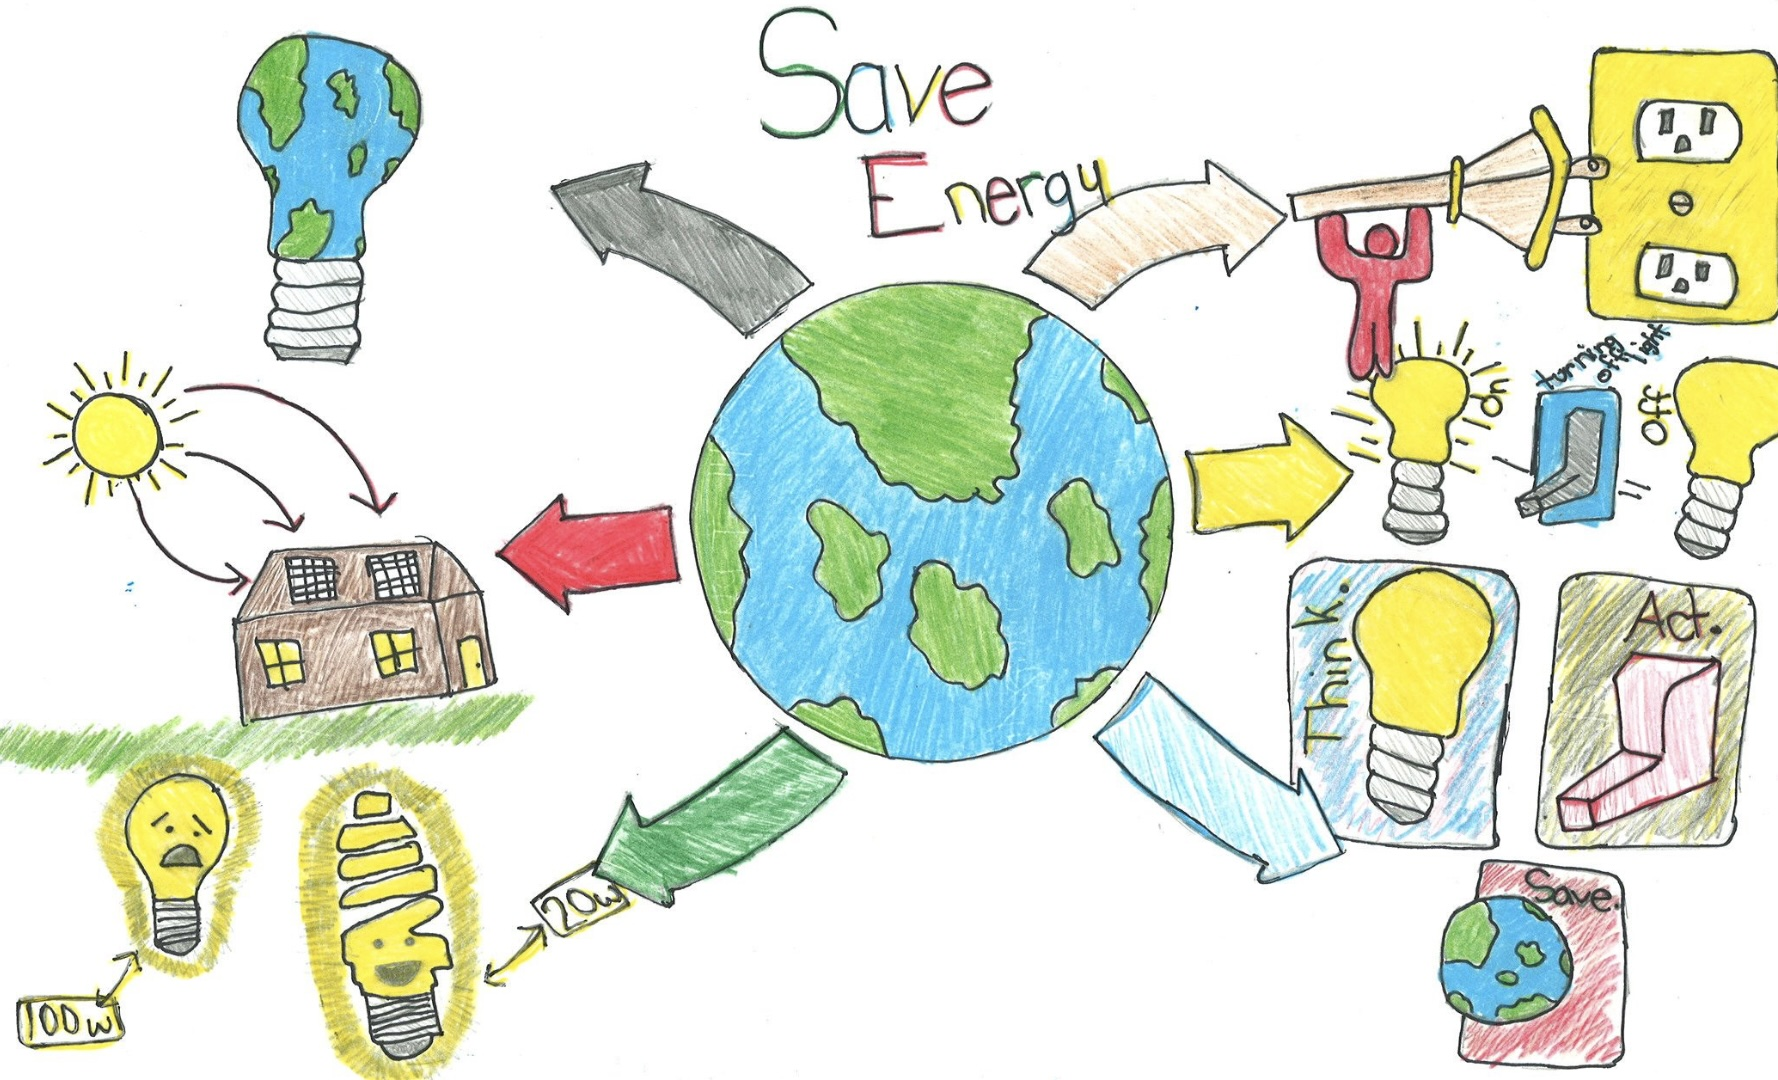 Save
Energy
turning
off light
on
off
Think.
Act.
Save.
20w
100w